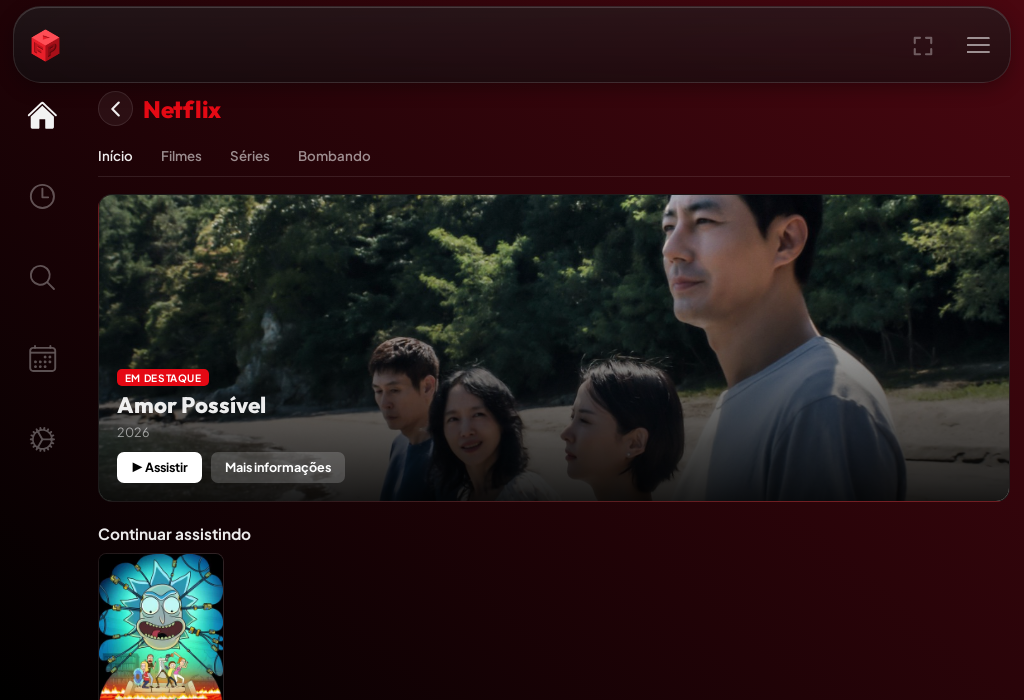 Netflix
Início Filmes Séries Bombando
EM DESTAQUE
Amor Possível
2026
Assistir Mais informações
Continuar assistindo